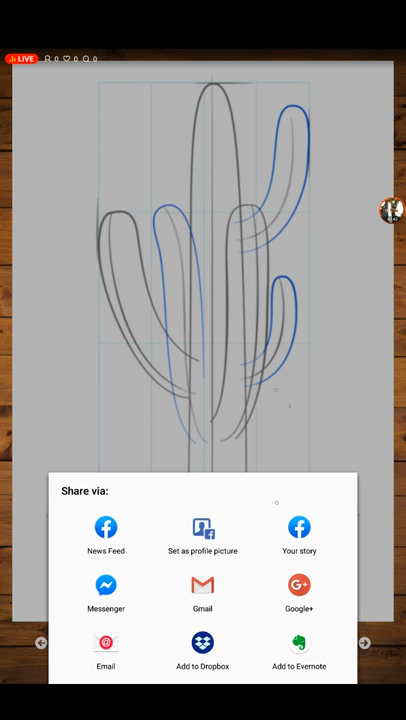 LIVE 0 0 0
Share via:
News Feed Set as profile picture Your story
Messenger Gmail Google+
Email Add to Dropbox Add to Evernote